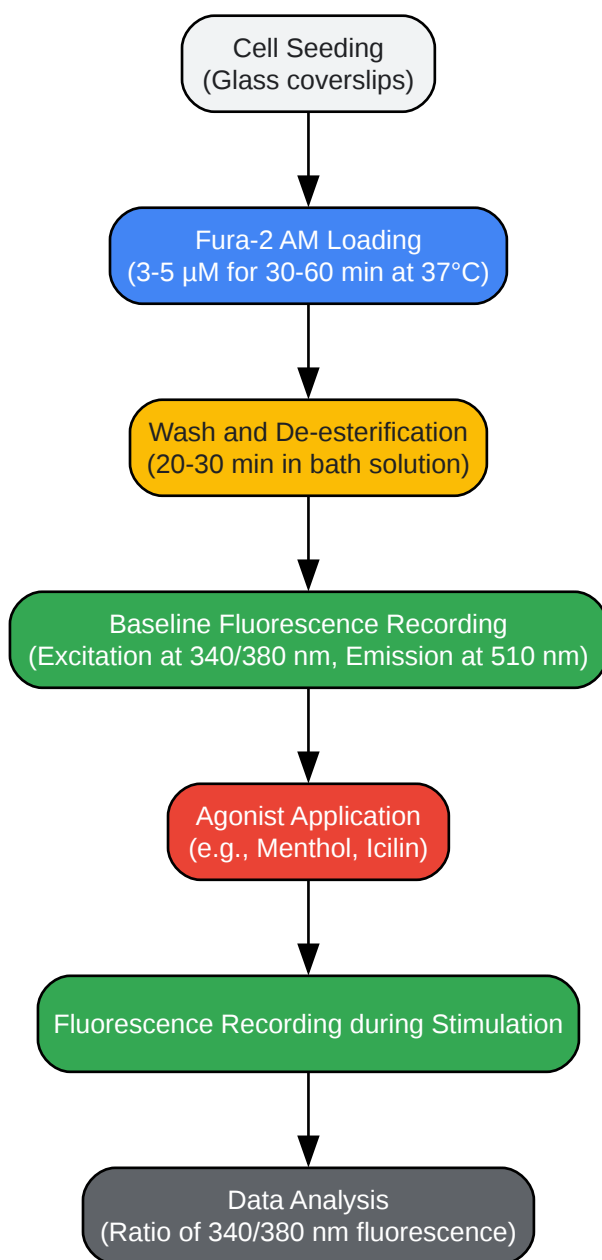 Cell Seeding
(Glass coverslips)
Fura-2 AM Loading
(3-5 µM for 30-60 min at 37°C)
Wash and De-esterification
(20-30 min in bath solution)
Baseline Fluorescence Recording
(Excitation at 340/380 nm, Emission at 510 nm)
Agonist Application
(e.g., Menthol, Icilin)
Fluorescence Recording during Stimulation
Data Analysis
(Ratio of 340/380 nm fluorescence)